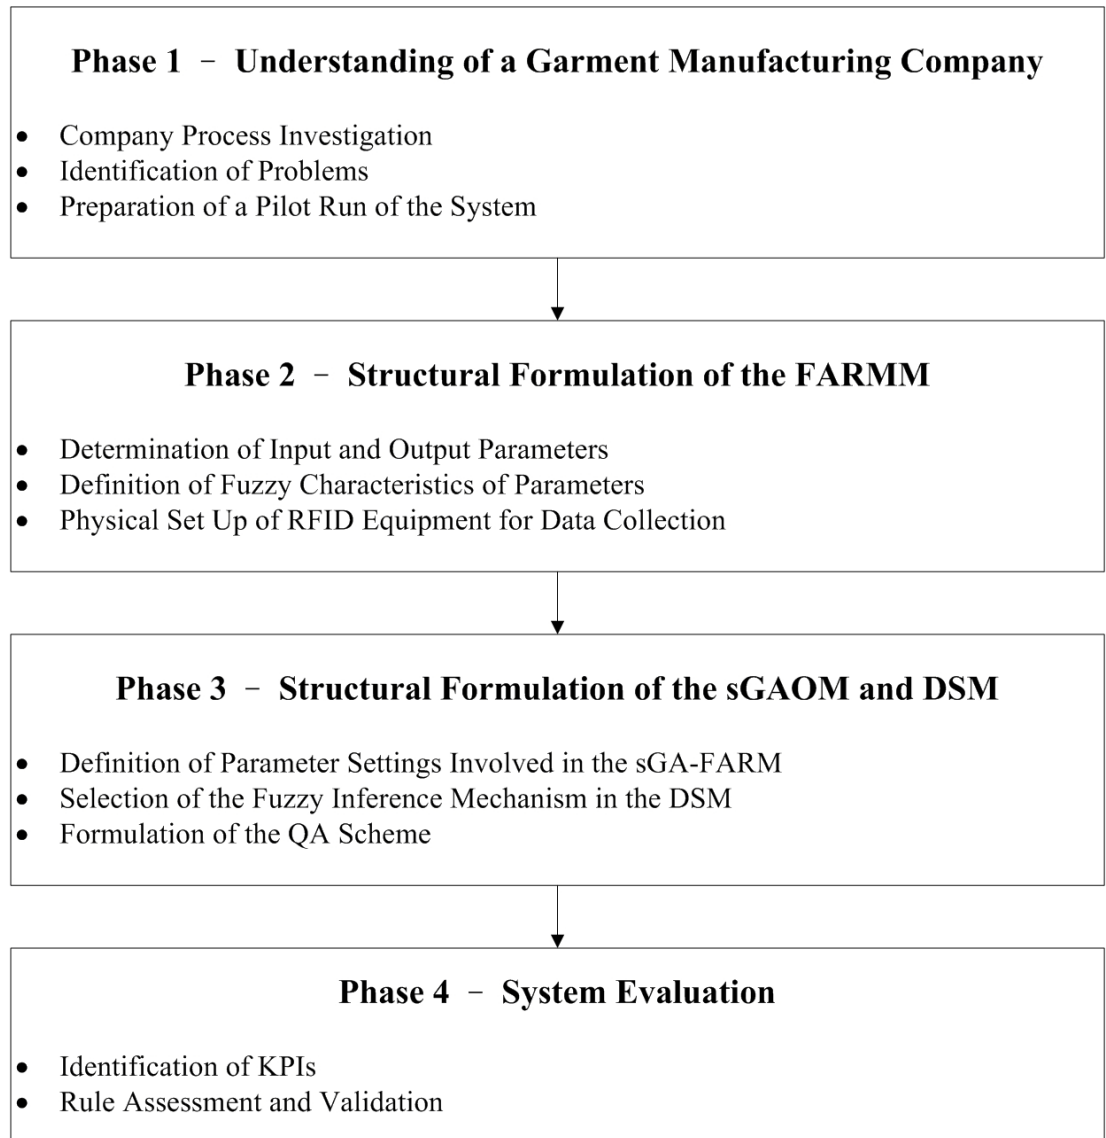 Phase 1 – Understanding of a Garment Manufacturing Company
• Company Process Investigation
• Identification of Problems
• Preparation of a Pilot Run of the System
Phase 2 – Structural Formulation of the FARMM
• Determination of Input and Output Parameters
• Definition of Fuzzy Characteristics of Parameters
• Physical Set Up of RFID Equipment for Data Collection
Phase 3 – Structural Formulation of the sGAOM and DSM
• Definition of Parameter Settings Involved in the sGA-FARM
• Selection of the Fuzzy Inference Mechanism in the DSM
• Formulation of the QA Scheme
Phase 4 – System Evaluation
• Identification of KPIs
• Rule Assessment and Validation